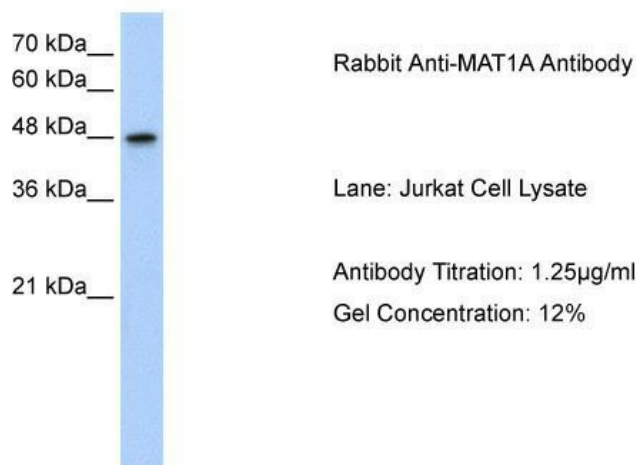 70 kDa
60 kDa
48 kDa
36 kDa
21 kDa
Rabbit Anti-MAT1A Antibody
Lane: Jurkat Cell Lysate
Antibody Titration: 1.25µg/ml
Gel Concentration: 12%